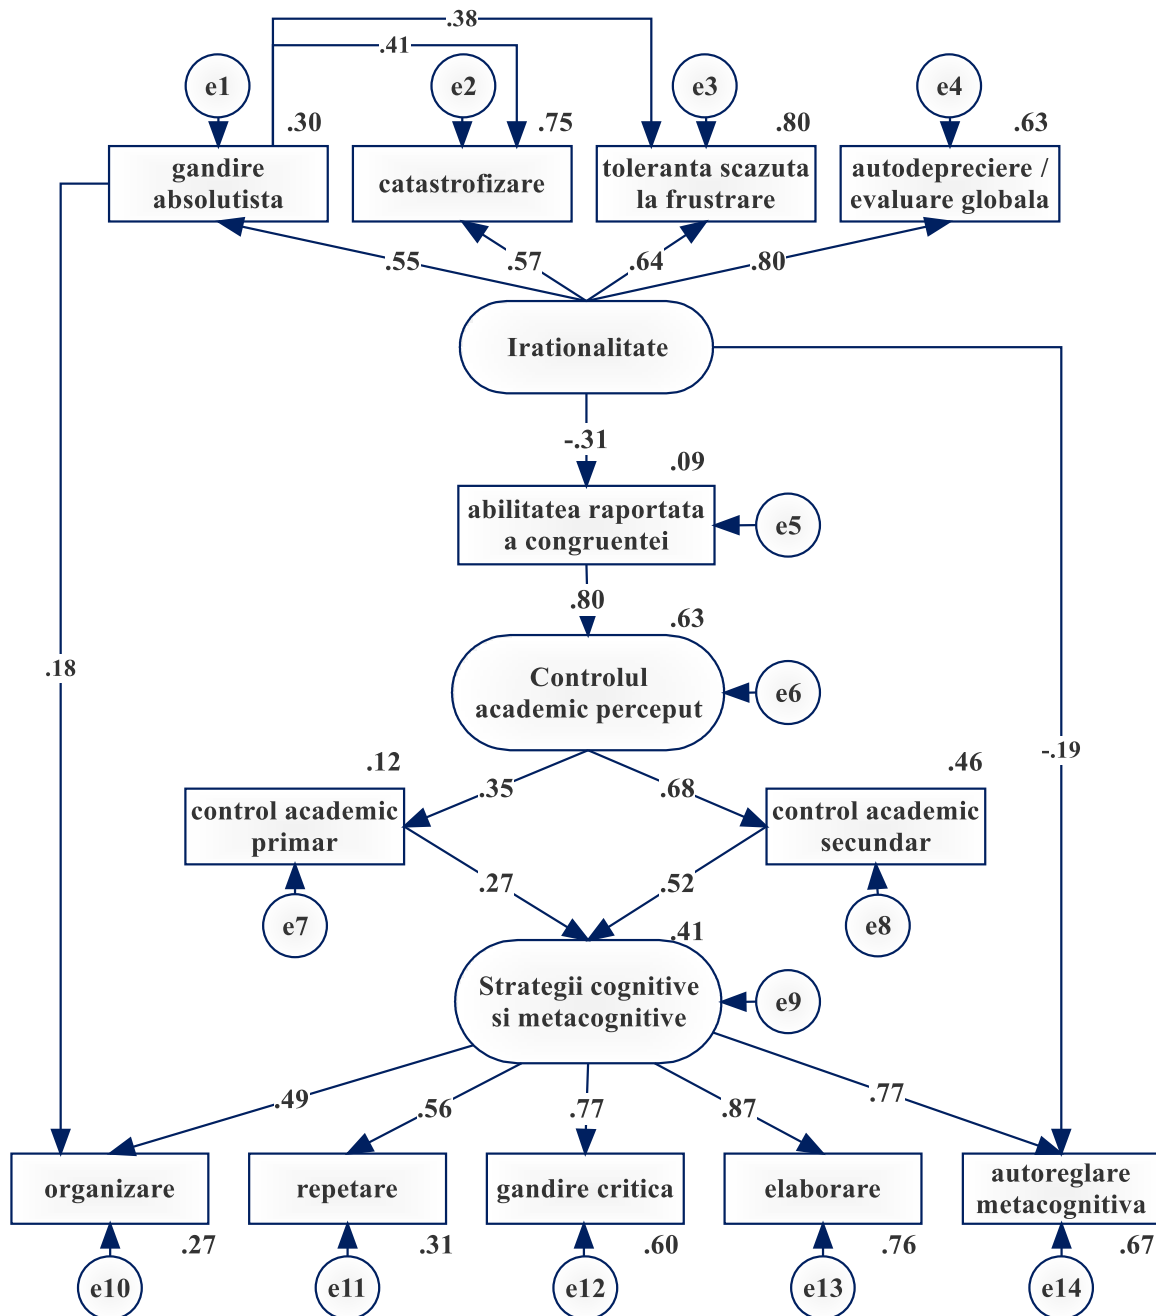 .38
.41
e1
e2
e3
e4
.30
.75
.80
.63
gandire
absolutista
catastrofizare
toleranta scazuta
la frustrare
autodepreciere /
evaluare globala
.55
.57
.64
.80
Irationalitate
-.31
.09
abilitatea raportata
a congruentei
e5
.80
.63
.18
Controlul
academic perceput
e6
-.19
.12
.35
.68
.46
control academic
primar
control academic
secundar
.27
.52
e7
e8
.41
Strategii cognitive
si metacognitive
e9
.49
.56
.77
.87
.77
organizare
repetare
gandire critica
elaborare
autoreglare
metacognitiva
.27
.31
.60
.76
.67
e10
e11
e12
e13
e14